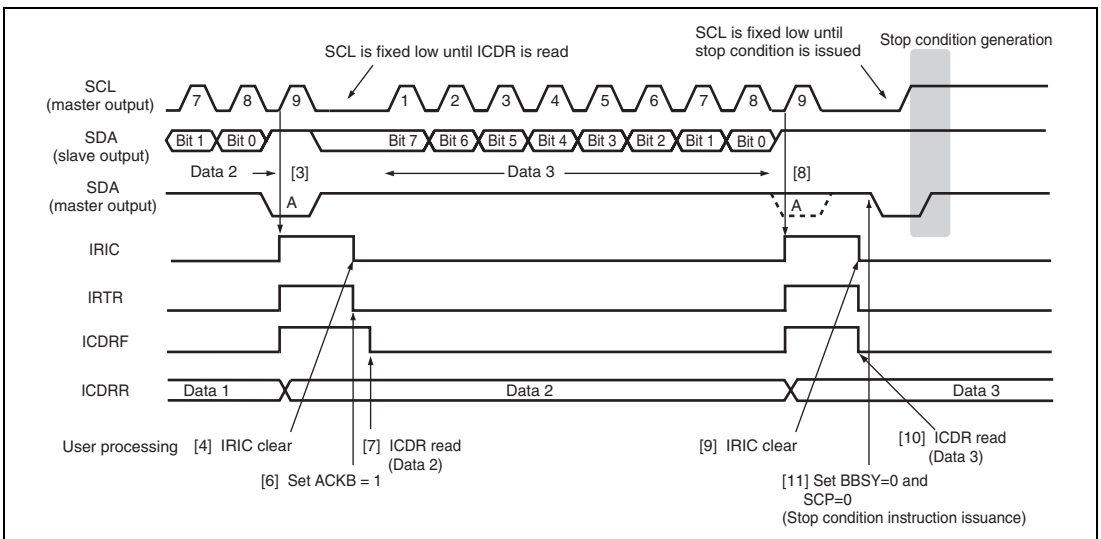 SCL is fixed low until ICDR is read
SCL is fixed low until
stop condition is issued
Stop condition generation
SCL
(master output)
7 8 9 1 2 3 4 5 6 7 8 9
SDA
(slave output)
Bit 1 Bit 0 Bit 7 Bit 6 Bit 5 Bit 4 Bit 3 Bit 2 Bit 1 Bit 0
Data 2 [3] Data 3 [8]
SDA
(master output)
A A
IRIC
IRTR
ICDRF
ICDRR
Data 1 Data 2 Data 3
User processing [4] IRIC clear [7] ICDR read
(Data 2)
[9] IRIC clear [10] ICDR read
(Data 3)
[6] Set ACKB = 1
[11] Set BBSY=0 and
SCP=0
(Stop condition instruction issuance)